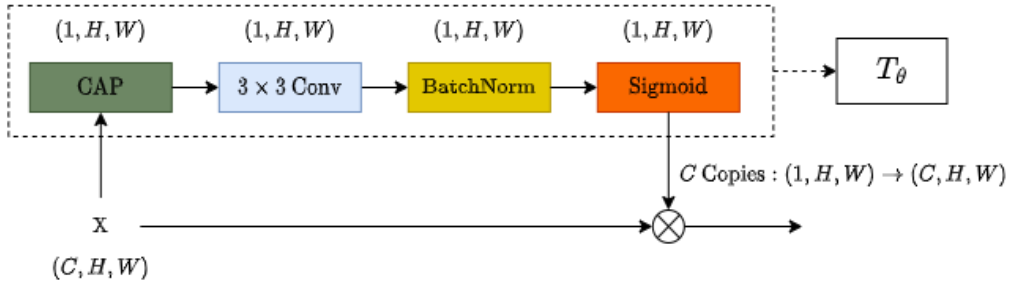 (1, H, W) (1, H, W) (1, H, W) (1, H, W)
CAP 3 × 3 Conv BatchNorm Sigmoid T_θ
C Copies : (1, H, W) → (C, H, W)
X
(C, H, W)